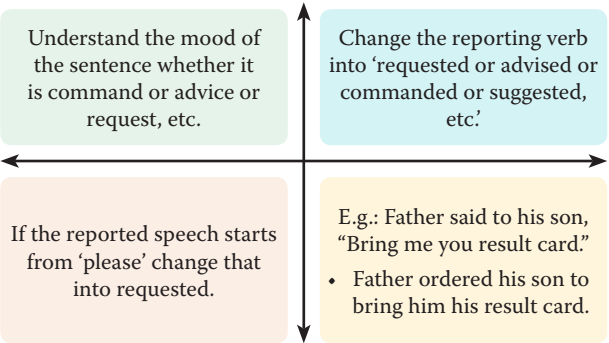 Understand the mood of
the sentence whether it
is command or advice or
request, etc.
Change the reporting verb
into ‘requested or advised or
commanded or suggested,
etc.’
If the reported speech starts
from ‘please’ change that
into requested.
E.g.: Father said to his son,
“Bring me you result card.”
• Father ordered his son to
bring him his result card.